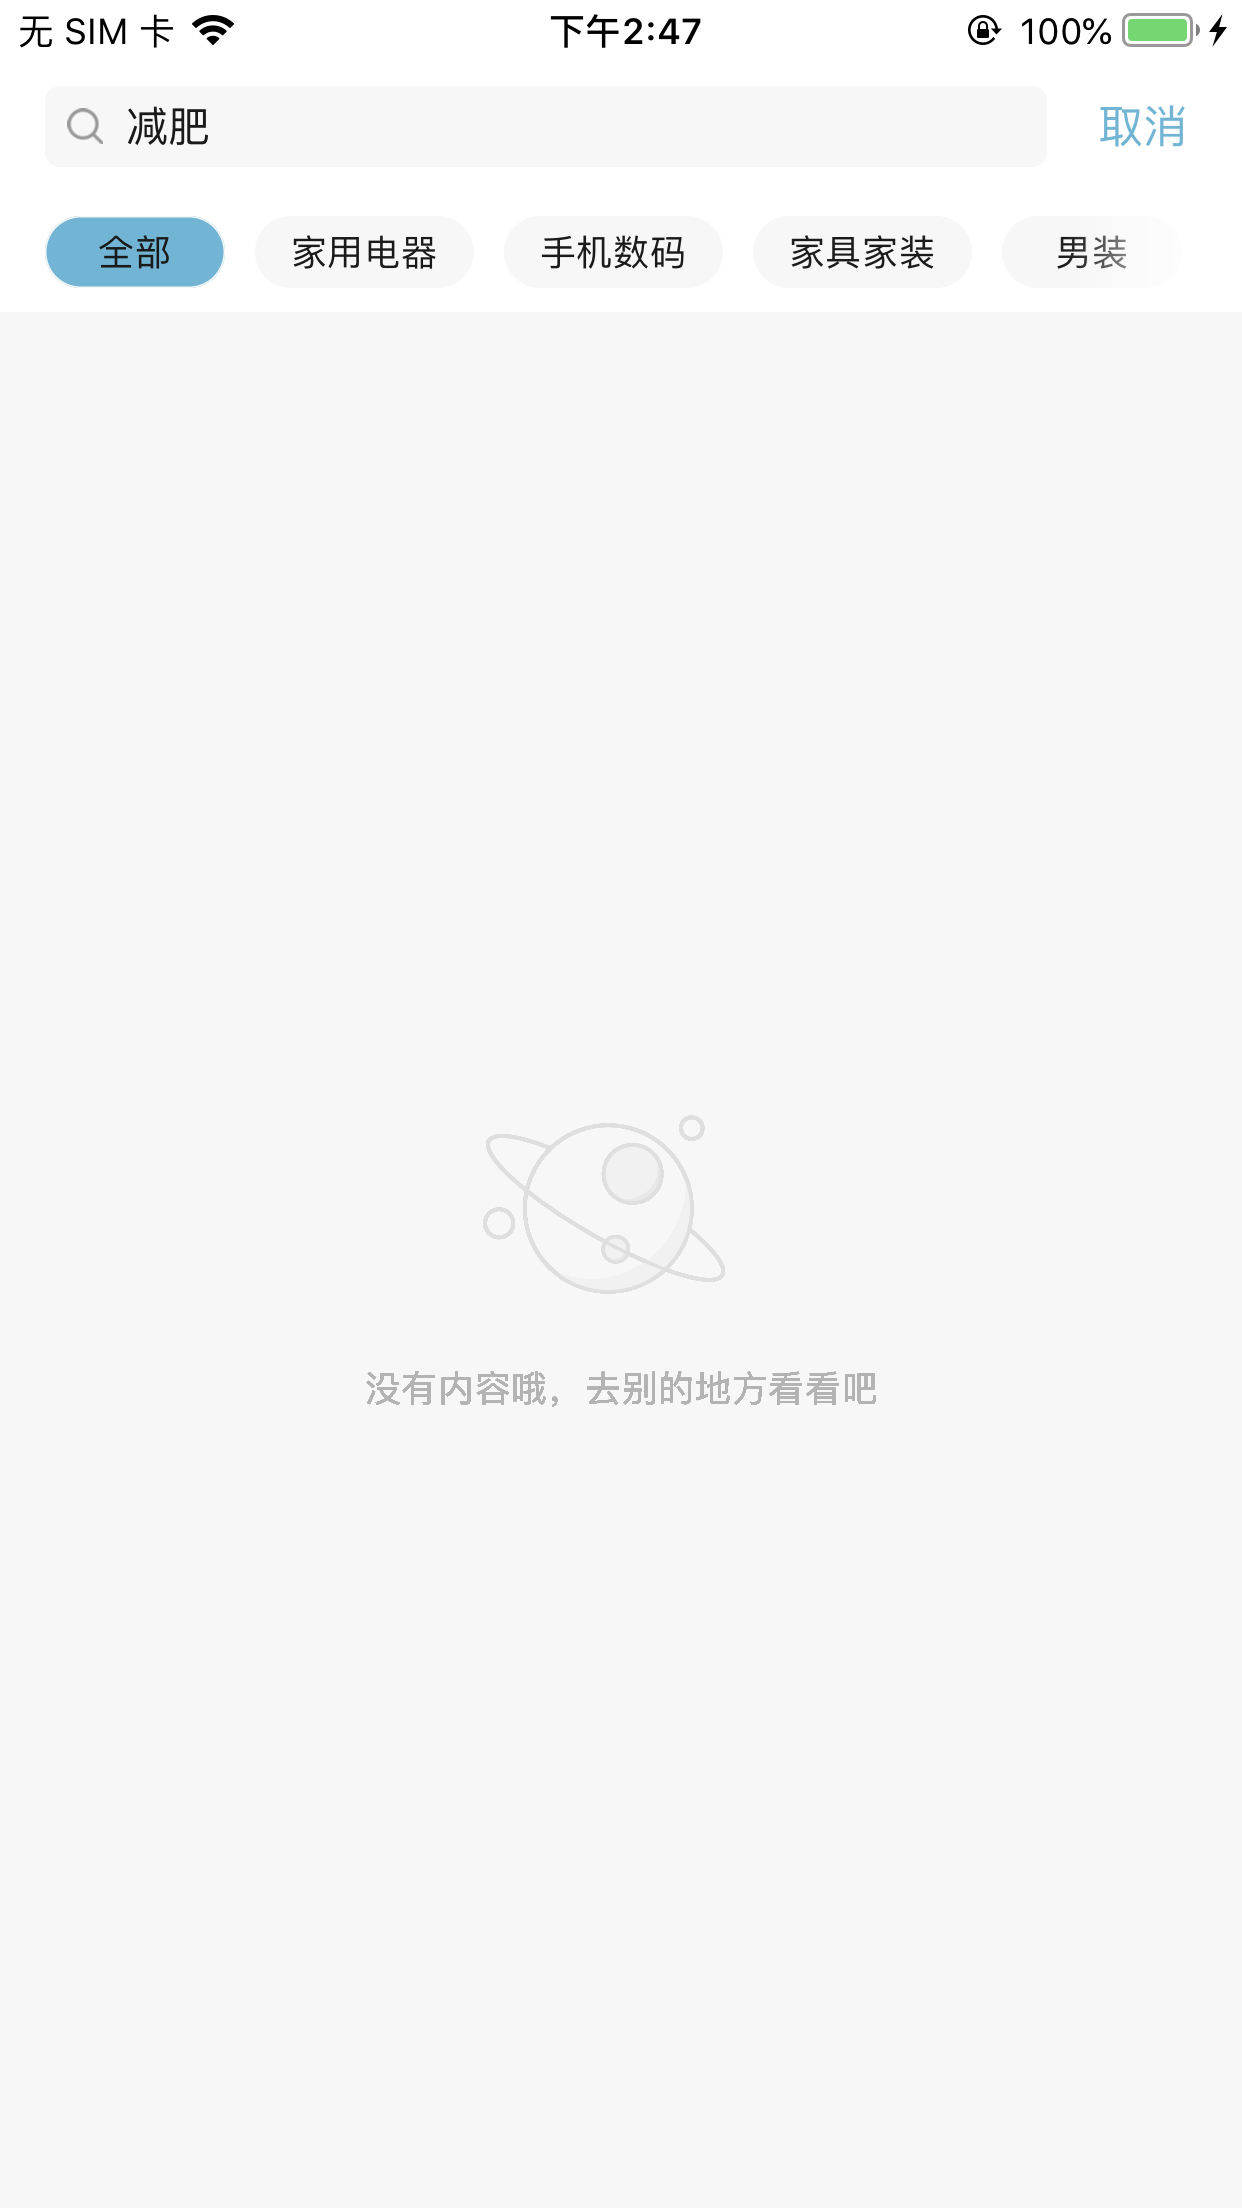 无 SIM 卡 下午2:47 100%
减肥 取消
全部 家用电器 手机数码 家具家装 男装
没有内容哦，去别的地方看看吧